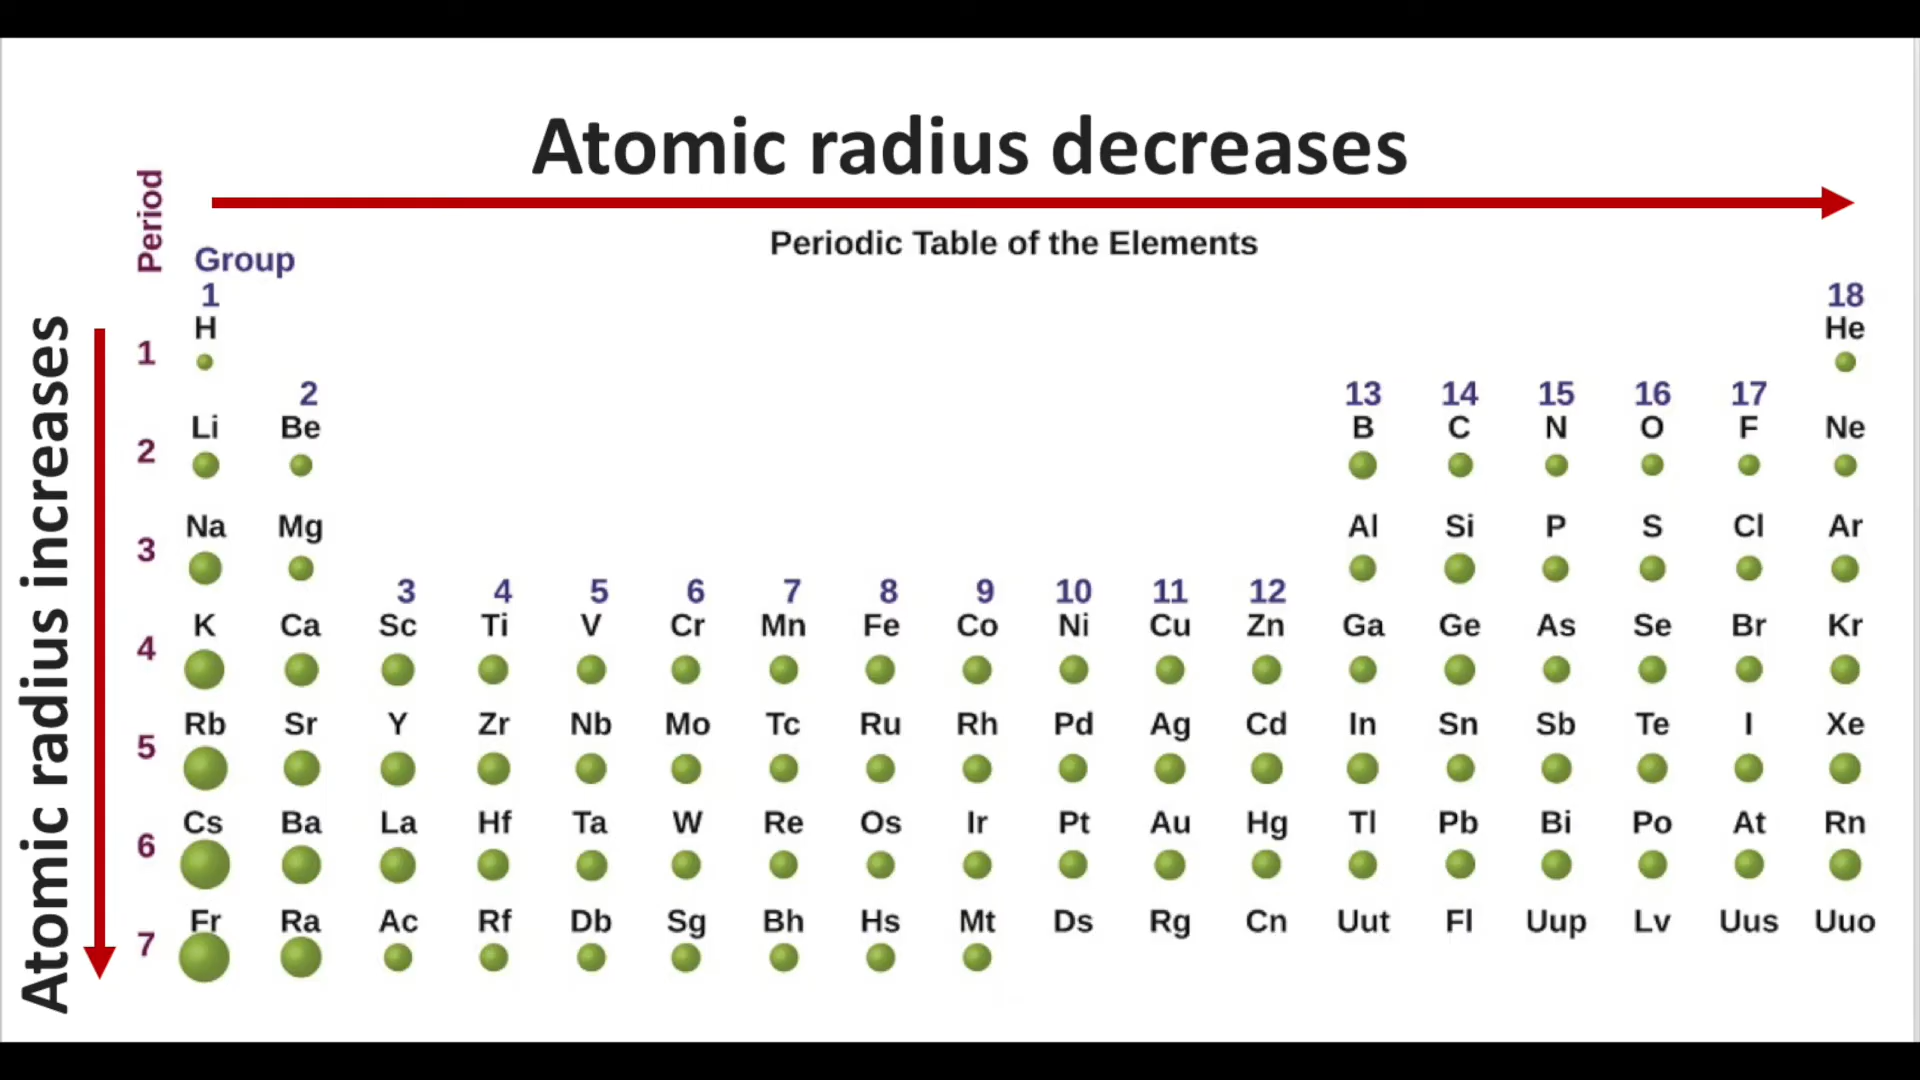 Atomic radius decreases
Periodic Table of the Elements
Period
Group
1 18
H He
1
2 13 14 15 16 17
Li Be B C N O F Ne
2
Na Mg Al Si P S Cl Ar
3
3 4 5 6 7 8 9 10 11 12
K Ca Sc Ti V Cr Mn Fe Co Ni Cu Zn Ga Ge As Se Br Kr
4
Rb Sr Y Zr Nb Mo Tc Ru Rh Pd Ag Cd In Sn Sb Te I Xe
5
Cs Ba La Hf Ta W Re Os Ir Pt Au Hg Tl Pb Bi Po At Rn
6
Fr Ra Ac Rf Db Sg Bh Hs Mt Ds Rg Cn Uut Fl Uup Lv Uus Uuo
7
Atomic radius increases